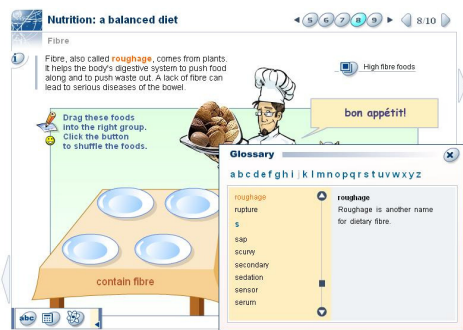 Nutrition: a balanced diet
5 6 7 8 9
8/10
Fibre
Fibre, also called roughage, comes from plants.
It helps the body's digestive system to push food
along and to push waste out. A lack of fibre can
lead to serious diseases of the bowel.
High fibre foods
Drag these foods
into the right group.
Click the button
to shuffle the foods.
bon appétit!
contain fibre
abc
Glossary
a b c d e f g h i j k l m n o p q r s t u v w x y z
roughage
rupture
s
sap
scurvy
secondary
sedation
sensor
serum
roughage
Roughage is another name
for dietary fibre.